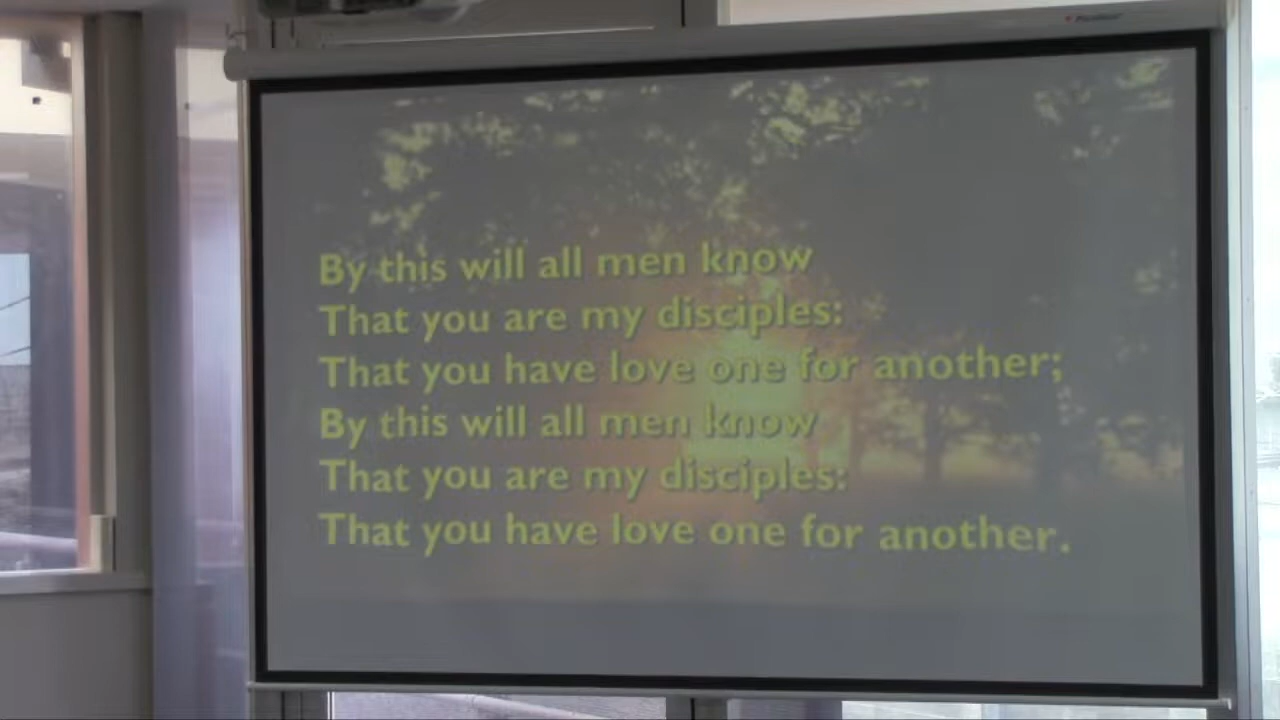 By this will all men know
That you are my disciples:
That you have love one for another;
By this will all men know
That you are my disciples:
That you have love one for another.